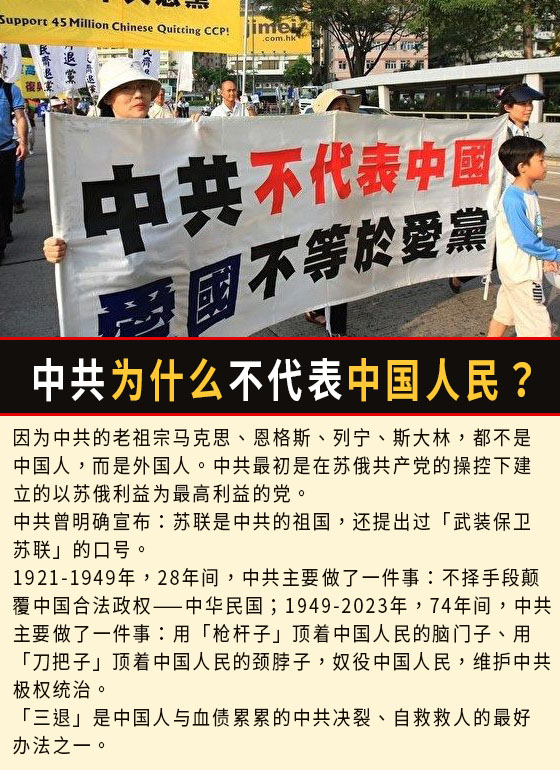 Support 45 Million Chinese Quitting CCP!
.com.hk
中共不代表中國
愛國不等於愛黨
中共为什么不代表中国人民？
因为中共的老祖宗马克思、恩格斯、列宁、斯大林，都不是
中国人，而是外国人。中共最初是在苏俄共产党的操控下建
立的以苏俄利益为最高利益的党。
中共曾明确宣布：苏联是中共的祖国，还提出过「武装保卫
苏联」的口号。
1921-1949年，28年间，中共主要做了一件事：不择手段颠
覆中国合法政权——中华民国；1949-2023年，74年间，中共
主要做了一件事：用「枪杆子」顶着中国人民的脑门子、用
「刀把子」顶着中国人民的颈脖子，奴役中国人民，维护中共
极权统治。
「三退」是中国人与血债累累的中共决裂、自救救人的最好
办法之一。